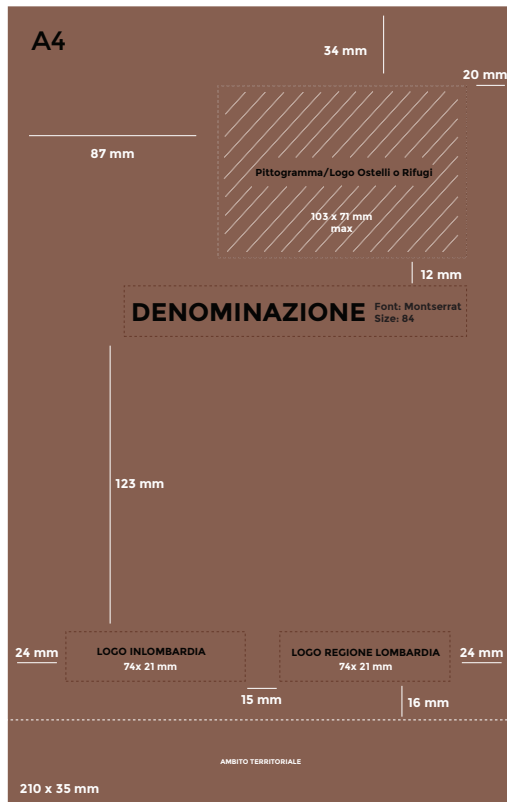 A4
34 mm
20 mm
87 mm
Pittogramma/Logo Ostelli o Rifugi
103 x 71 mm
max
12 mm
DENOMINAZIONE
Font: Montserrat
Size: 84
123 mm
24 mm
LOGO INLOMBARDIA
74x 21 mm
LOGO REGIONE LOMBARDIA
74x 21 mm
24 mm
15 mm
16 mm
AMBITO TERRITORIALE
210 x 35 mm